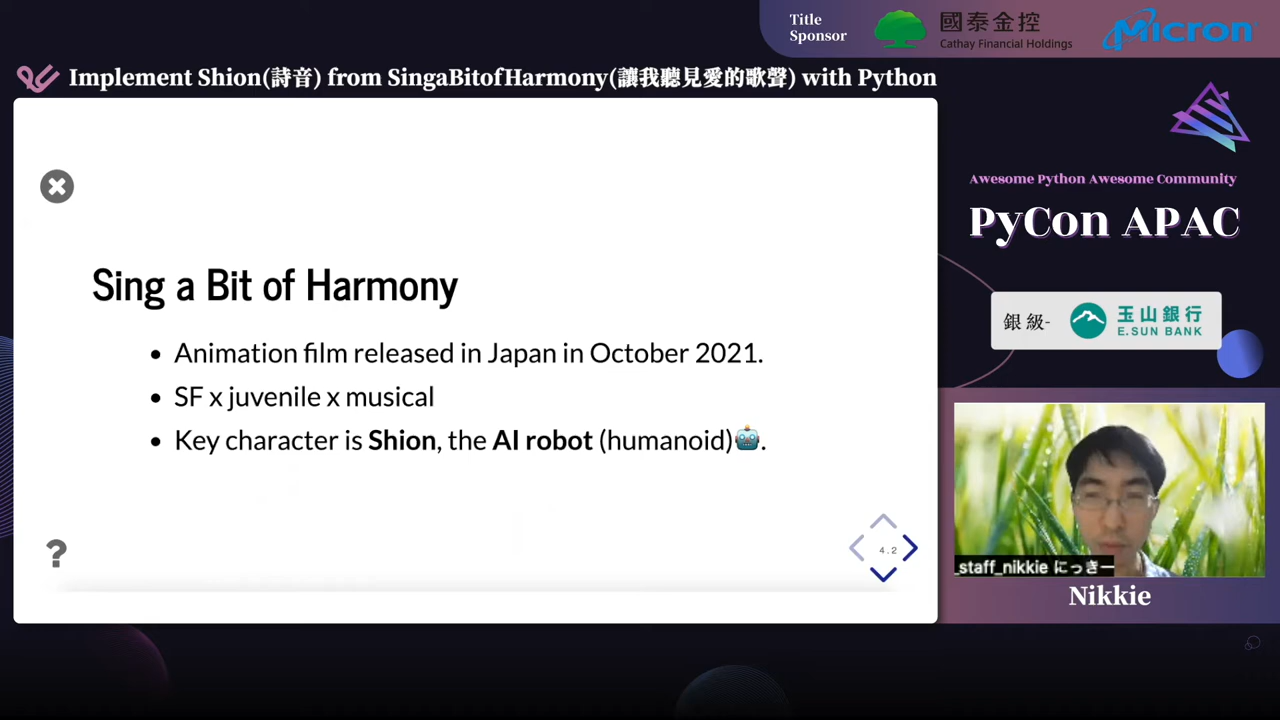 Title
Sponsor
國泰金控
Cathay Financial Holdings
Micron
Implement Shion(詩音) from SingaBitofHarmony(讓我聽見愛的歌聲) with Python
Sing a Bit of Harmony
Animation film released in Japan in October 2021.
SF x juvenile x musical
Key character is Shion, the AI robot (humanoid)🤖.
?
4.2
Awesome Python Awesome Community
PyCon APAC
銀級-
玉山銀行
E.SUN BANK
_staff_nikkie にっきー
Nikkie